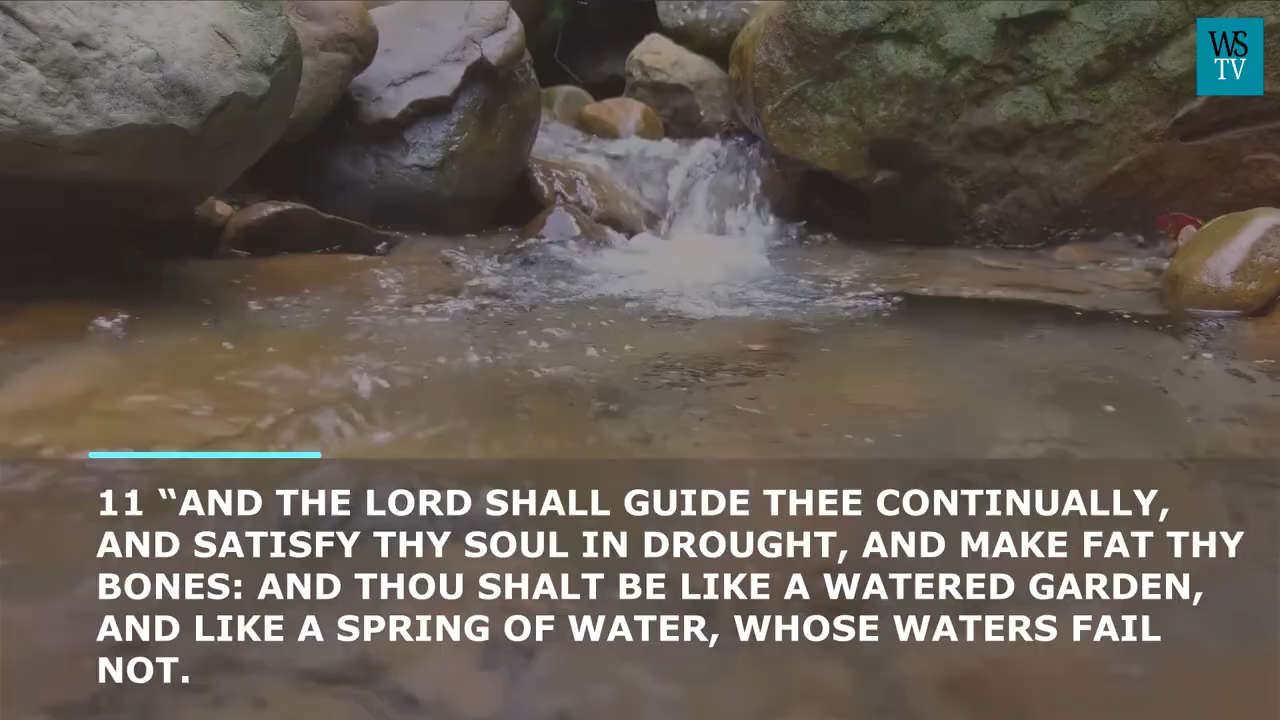 WS
TV
11 “AND THE LORD SHALL GUIDE THEE CONTINUALLY,
AND SATISFY THY SOUL IN DROUGHT, AND MAKE FAT THY
BONES: AND THOU SHALT BE LIKE A WATERED GARDEN,
AND LIKE A SPRING OF WATER, WHOSE WATERS FAIL
NOT.